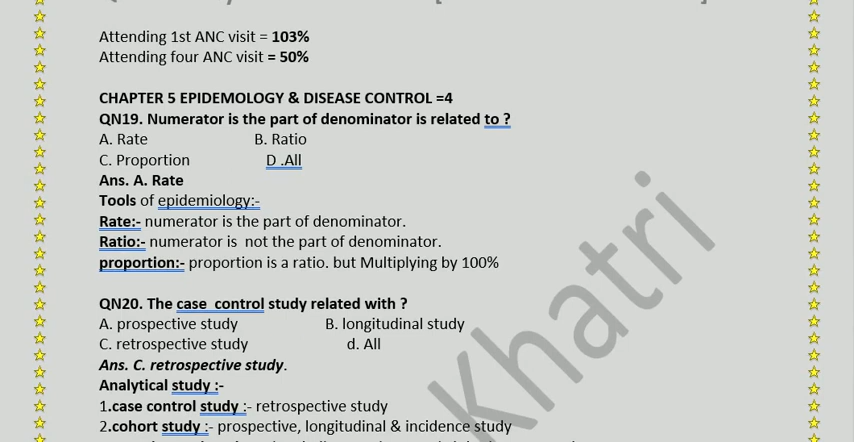 Attending 1st ANC visit = 103%
Attending four ANC visit = 50%
CHAPTER 5 EPIDEMOLOGY & DISEASE CONTROL =4
QN19. Numerator is the part of denominator is related to ?
A. Rate B. Ratio
C. Proportion D .All
Ans. A. Rate
Tools of epidemiology:-
Rate:- numerator is the part of denominator.
Ratio:- numerator is  not the part of denominator.
proportion:- proportion is a ratio. but Multiplying by 100%
QN20. The case  control study related with ?
A. prospective study B. longitudinal study
C. retrospective study d. All
Ans. C. retrospective study.
Analytical study :-
1.case control study :- retrospective study
2.cohort study :- prospective, longitudinal & incidence study
Khatri